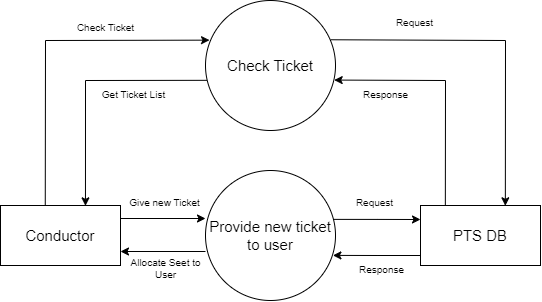 Check Ticket
Request
Check Ticket
Get Ticket List
Response
Give new Ticket
Request
Conductor
Provide new ticket
to user
PTS DB
Allocate Seet to
User
Response